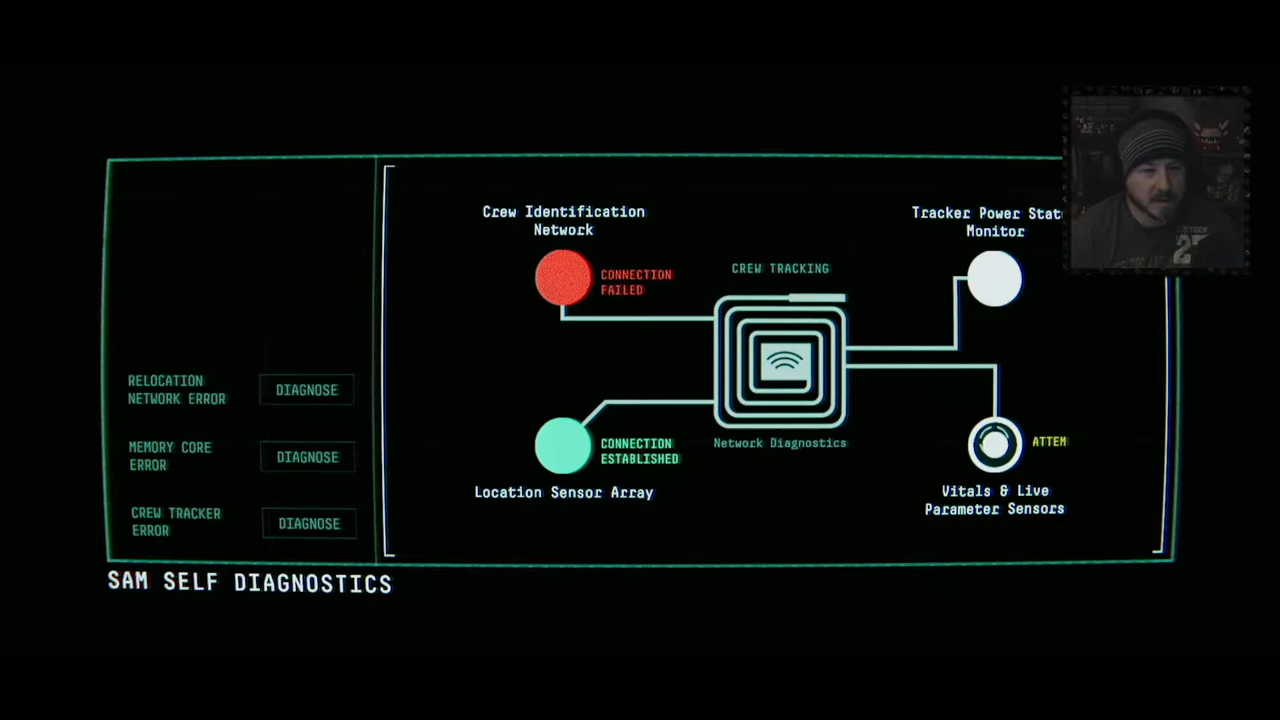 Crew Identification
Network
CONNECTION
FAILED
CREW TRACKING
Tracker Power
Monitor
RELOCATION
NETWORK ERROR
DIAGNOSE
MEMORY CORE
ERROR
DIAGNOSE
CREW TRACKER
ERROR
DIAGNOSE
CONNECTION
ESTABLISHED
Location Sensor Array
Network Diagnostics
ATTEM
Vitals & Live
Parameter Sensors
SAM SELF DIAGNOSTICS